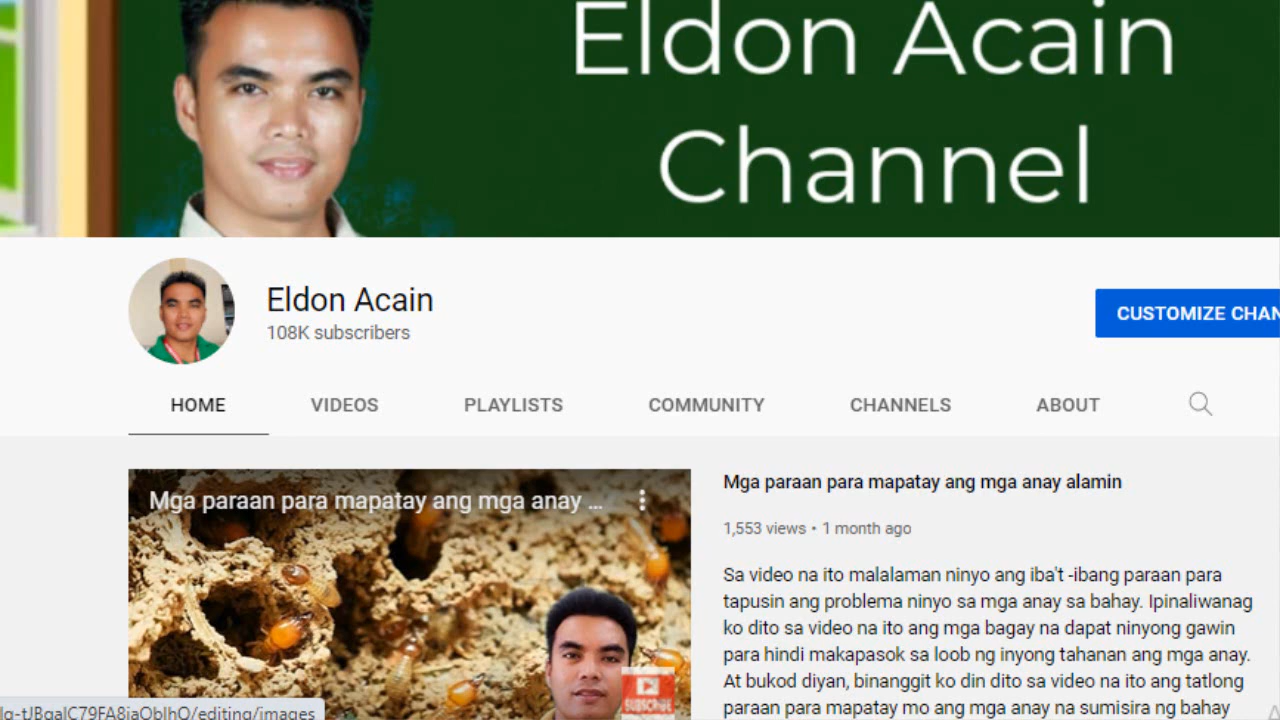 Eldon Acain
Channel
Eldon Acain
108K subscribers
CUSTOMIZE CHAN
HOME VIDEOS PLAYLISTS COMMUNITY CHANNELS ABOUT
Mga paraan para mapatay ang mga anay ...
SUBSCRIBE
Mga paraan para mapatay ang mga anay alamin
1,553 views • 1 month ago
Sa video na ito malalaman ninyo ang iba't -ibang paraan para
tapusin ang problema ninyo sa mga anay sa bahay. Ipinaliwanag
ko dito sa video na ito ang mga bagay na dapat ninyong gawin
para hindi makapasok sa loob ng inyong tahanan ang mga anay.
At bukod diyan, binanggit ko din dito sa video na ito ang tatlong
paraan para mapatay mo ang mga anay na sumisira ng bahay
/editing/images